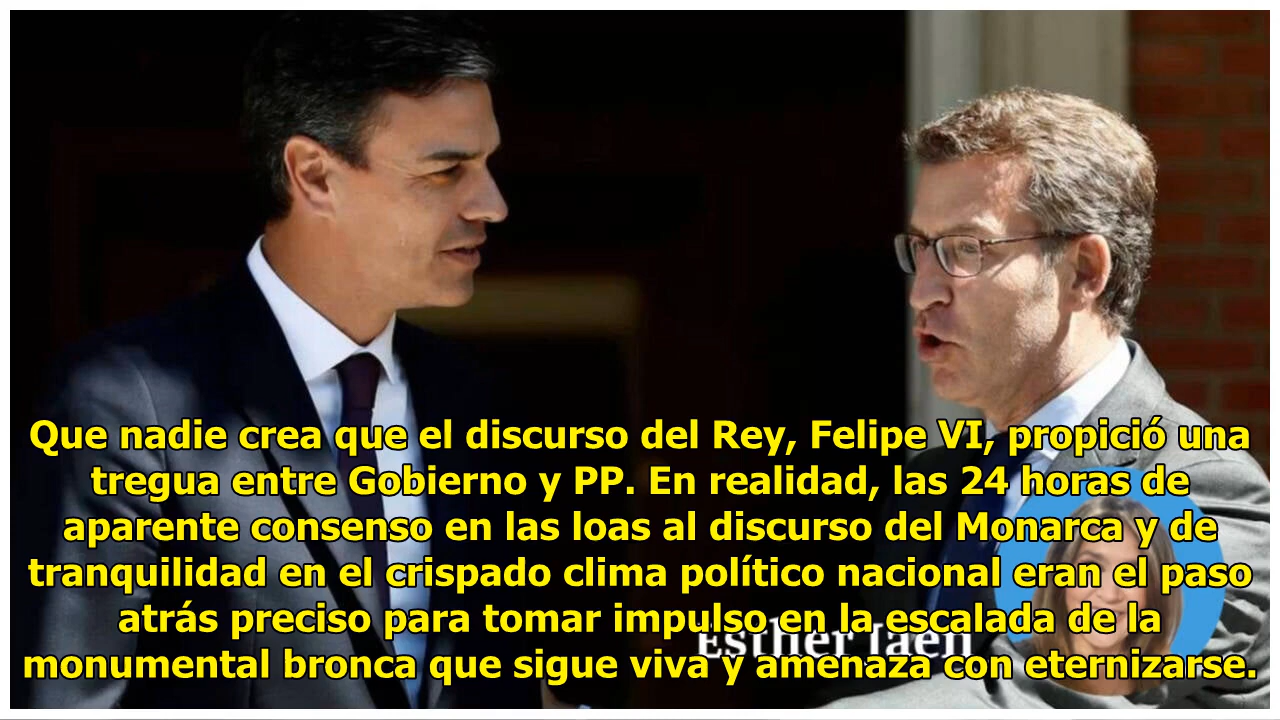 Que nadie crea que el discurso del Rey, Felipe VI, propició una
tregua entre Gobierno y PP. En realidad, las 24 horas de
aparente consenso en las loas al discurso del Monarca y de
tranquilidad en el crispado clima político nacional eran el paso
atrás preciso para tomar impulso en la escalada de la
monumental bronca que sigue viva y amenaza con eternizarse.
Esther Jaén